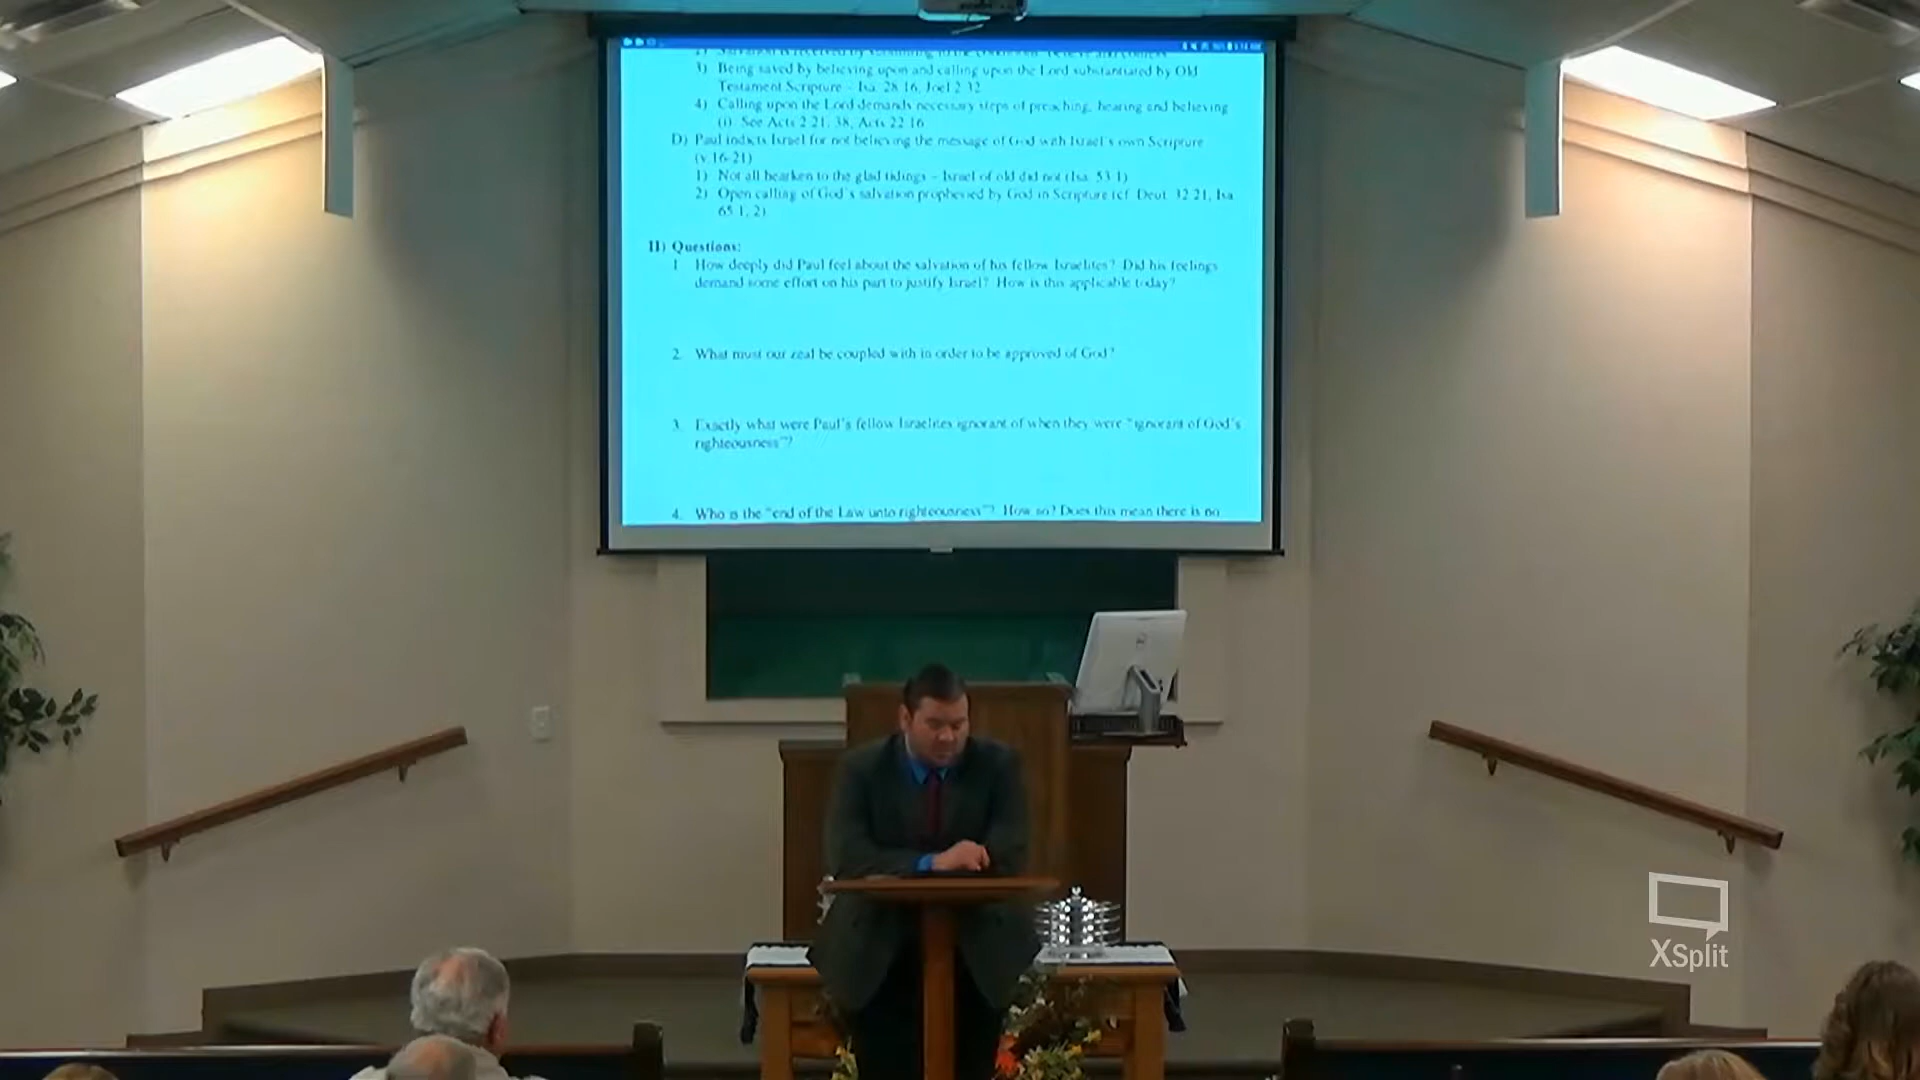 2) Salvation is received by
3) Being saved by believing upon and calling upon the Lord substantiated by Old
Testament Scripture – Isa. 28:16, Joel 2:32
4) Calling upon the Lord demands necessary steps of preaching, hearing and believing
(i) See Acts 2:21, 38, Acts 22:16
D) Paul indicts Israel for not believing the message of God with Israel's own Scripture
(v.16-21)
1) Not all hearken to the glad tidings – Israel of old did not (Isa. 53:1)
2) Open calling of God's salvation prophesied by God in Scripture (cf. Deut. 32:21, Isa.
65:1, 2)
II) Questions:
1. How deeply did Paul feel about the salvation of his fellow Israelites? Did his feelings
demand some effort on his part to justify Israel? How is this applicable today?
2. What must our zeal be coupled with in order to be approved of God?
3. Exactly what were Paul's fellow Israelites ignorant of when they were "ignorant of God's
righteousness"?
4. Who is the "end of the Law unto righteousness"? How so? Does this mean there is no
XSplit